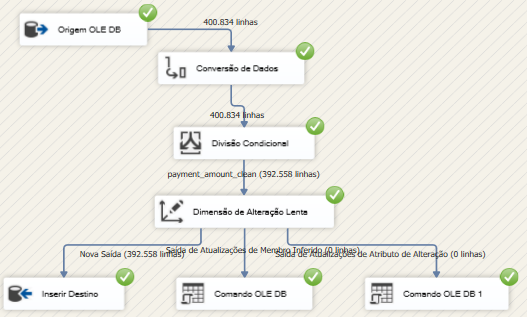 Origem OLE DB
400.834 linhas
Conversão de Dados
400.834 linhas
Divisão Condicional
payment_amount_clean (392.558 linhas)
Dimensão de Alteração Lenta
Nova Saída (392.558 linhas)
Saída de Atualizações de Membro Inferido (0 linhas)
Saída de Atualizações de Atributo de Alteração (0 linhas)
Inserir Destino
Comando OLE DB
Comando OLE DB 1